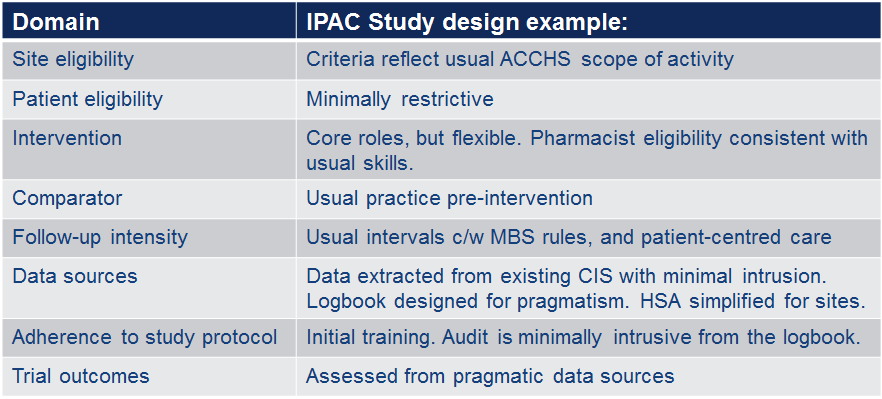 Domain IPAC Study design example:
Site eligibility Criteria reflect usual ACCHS scope of activity
Patient eligibility Minimally restrictive
Intervention Core roles, but flexible. Pharmacist eligibility consistent with
usual skills.
Comparator Usual practice pre-intervention
Follow-up intensity Usual intervals c/w MBS rules, and patient-centred care
Data sources Data extracted from existing CIS with minimal intrusion.
Logbook designed for pragmatism. HSA simplified for sites.
Adherence to study protocol Initial training. Audit is minimally intrusive from the logbook.
Trial outcomes Assessed from pragmatic data sources